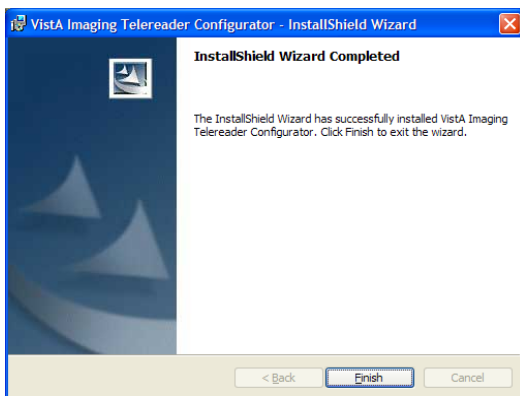 VistA Imaging Telereader Configurator - InstallShield Wizard
InstallShield Wizard Completed
The InstallShield Wizard has successfully installed VistA Imaging
Telereader Configurator. Click Finish to exit the wizard.
< Back
Finish
Cancel